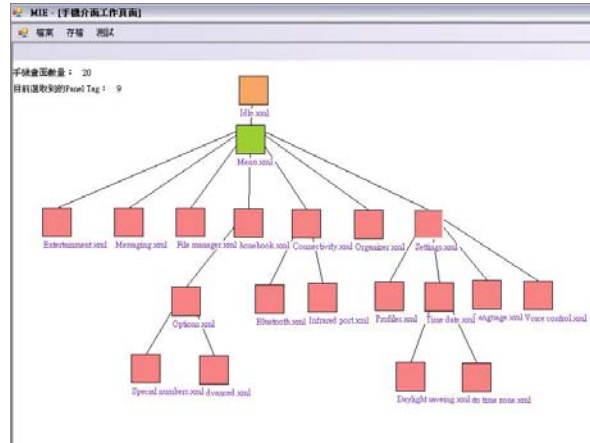 MIE - [手機介面工作頁面]
檔案 存檔 測試
手機畫面數量： 20
目前選取到的Panel Tag： 9
Idle.xml
Menu.xml
Entertainment.xml Messaging.xml File manager.xml honebook.xml Connectivity.xml Organizer.xml Settings.xml
Options.xml Bluetooth.xml Infrared port.xml Profiles.xml Time date.xml anguage.xml Voice control.xml
Special numbers.xml dvanced.xml Daylight saveing.xml on time zone.xml